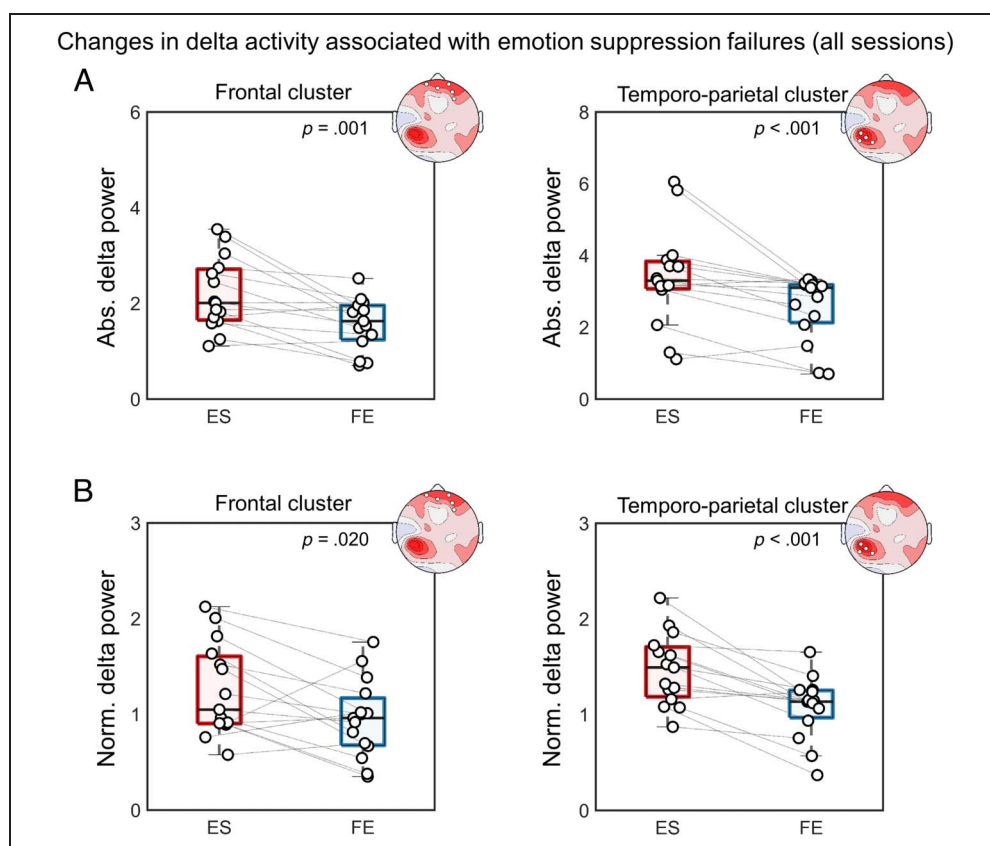 Changes in delta activity associated with emotion suppression failures (all sessions)
A
Frontal cluster
p = .001
Abs. delta power
6
4
2
0
ES
FE
Temporo-parietal cluster
p < .001
Abs. delta power
8
6
4
2
0
ES
FE
B
Frontal cluster
p = .020
Norm. delta power
3
2
1
0
ES
FE
Temporo-parietal cluster
p < .001
Norm. delta power
3
2
1
0
ES
FE